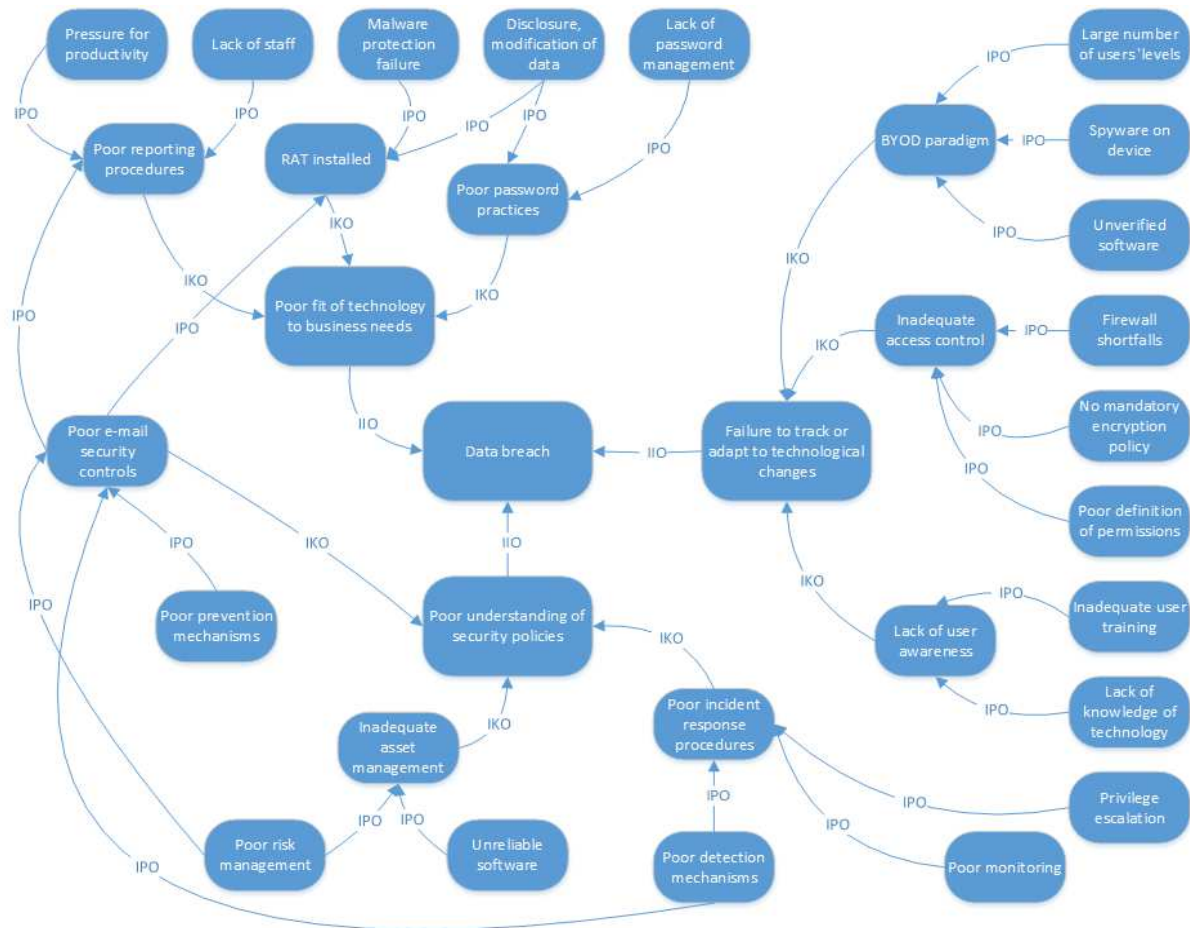 Pressure for
productivity
Lack of staff
Malware
protection
failure
Disclosure,
modification of
data
Lack of
password
management
Large number
of users'levels
IPO
IPO
IPO
IPO
IPO
IPO
IPO
IPO
Poor reporting
procedures
RAT installed
Poor password
practices
BYOD paradigm
IPO
Spyware on
device
IPO
Unverified
software
IKO
IKO
IKO
IKO
IPO
IPO
Poor fit of technology
to business needs
Inadequate
access control
IPO
Firewall
shortfalls
IKO
IIO
Poor e-mail
security
controls
Data breach
IIO
Failure to track or
adapt to technological
changes
IPO
No mandatory
encryption
policy
IPO
Poor definition
of permissions
IPO
IKO
IIO
IKO
IPO
Poor prevention
mechanisms
Poor understanding of
security policies
IPO
Inadequate user
training
Lack of user
awareness
IKO
IPO
Lack of
knowledge of
technology
IKO
Inadequate
asset
management
Poor incident
response
procedures
IPO
IPO
IPO
IPO
Privilege
escalation
IPO
Poor risk
management
Unreliable
software
Poor detection
mechanisms
Poor monitoring
IPO